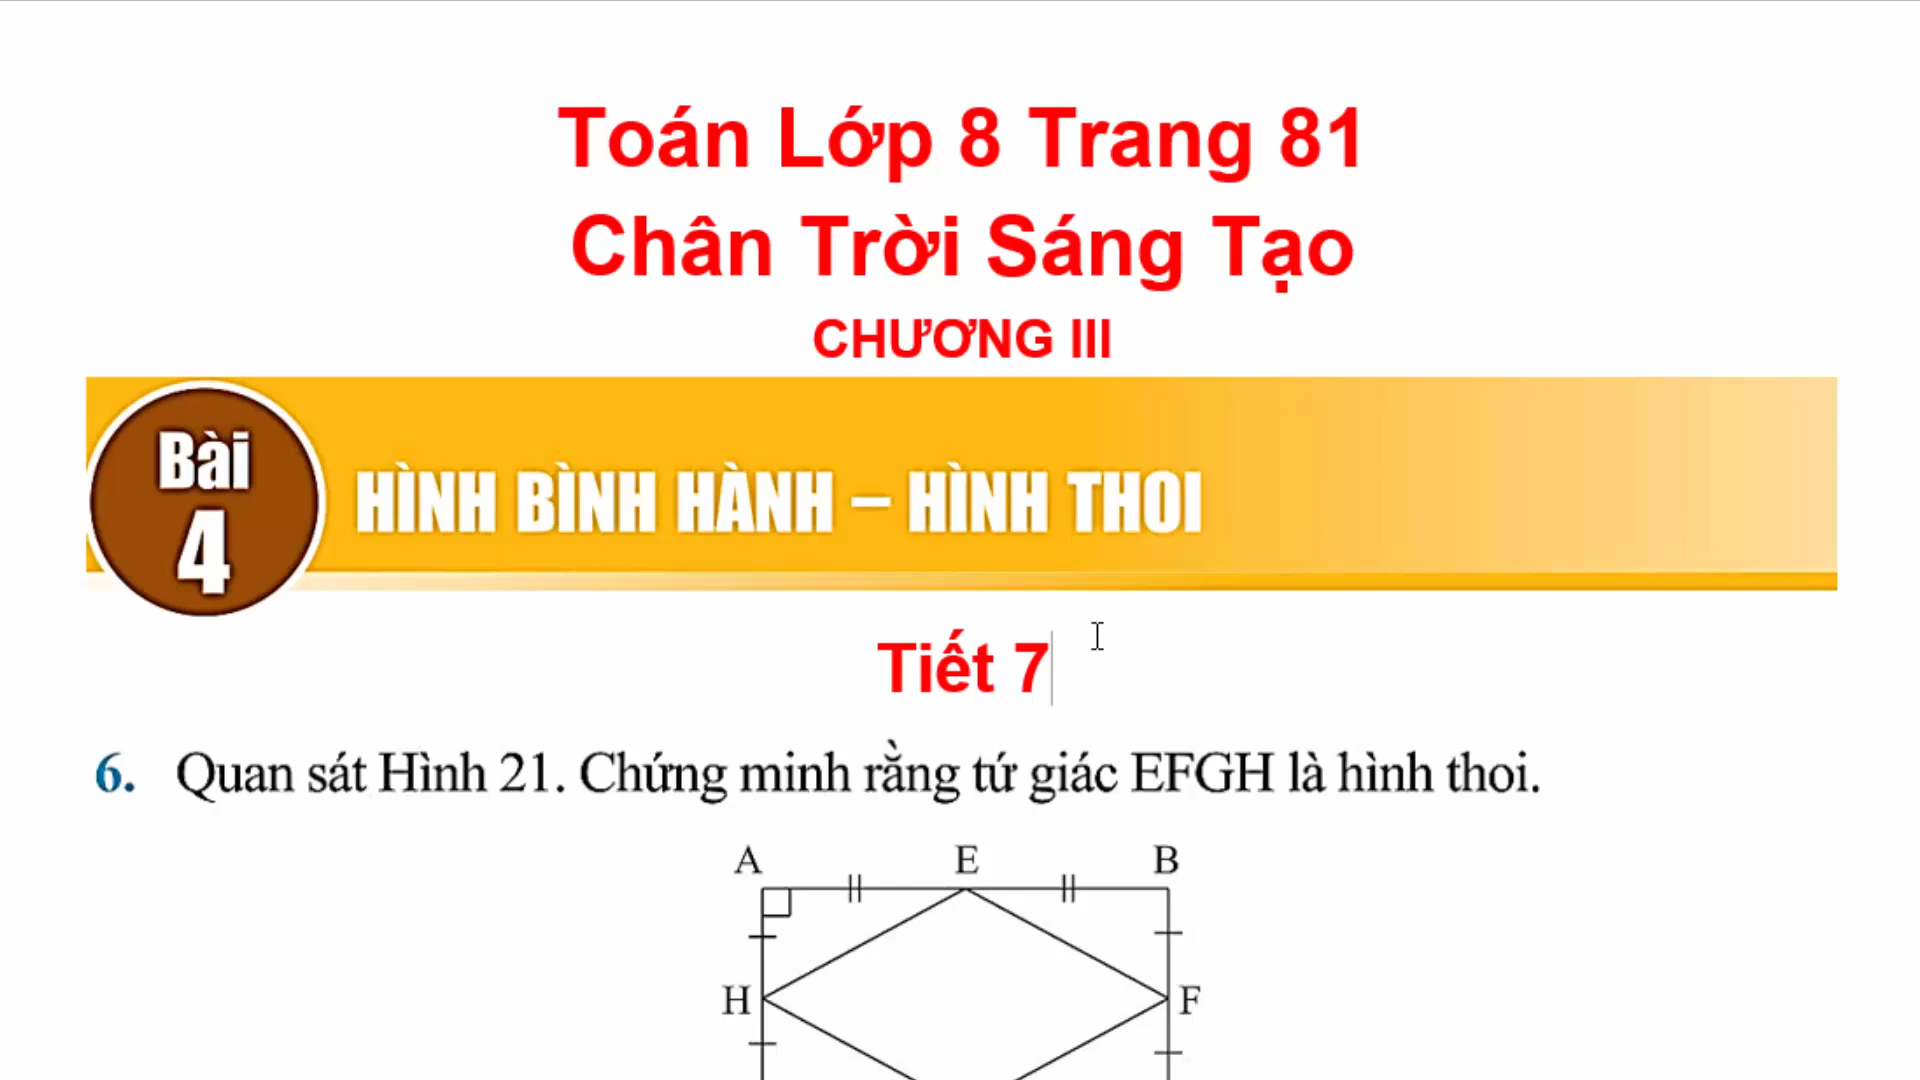 Toán Lớp 8 Trang 81
Chân Trời Sáng Tạo
CHƯƠNG III
Bài
4
HÌNH BÌNH HÀNH – HÌNH THOI
Tiết 7
6. Quan sát Hình 21. Chứng minh rằng tứ giác EFGH là hình thoi.
A E B
H F